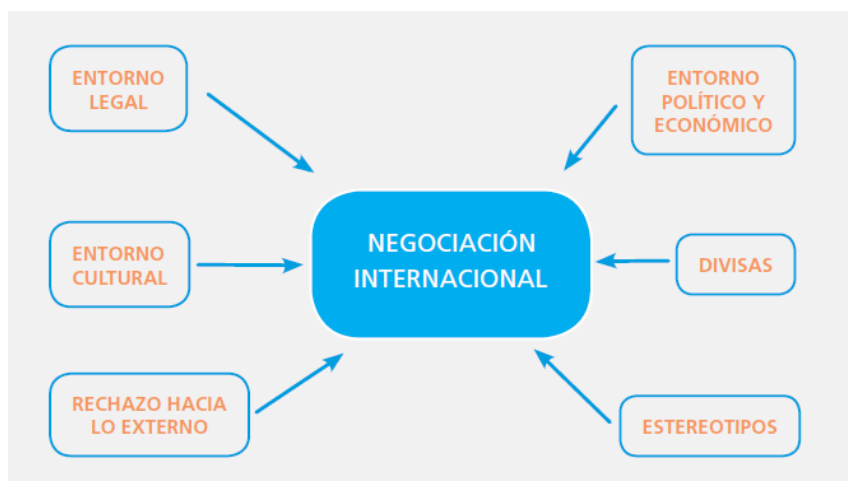 ENTORNO
LEGAL
ENTORNO
POLÍTICO Y
ECONÓMICO
NEGOCIACIÓN
INTERNACIONAL
ENTORNO
CULTURAL
DIVISAS
RECHAZO HACIA
LO EXTERNO
ESTEREOTIPOS